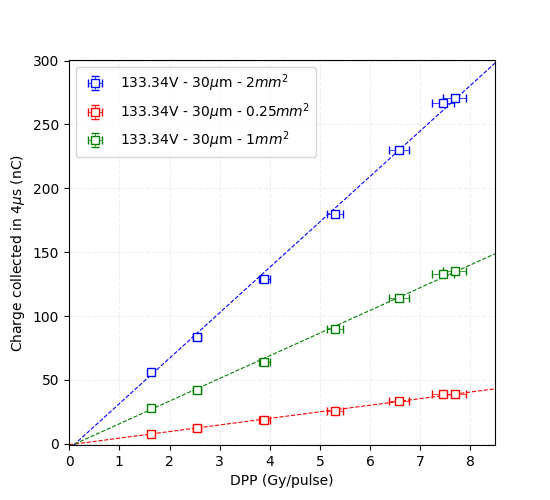 300
250
200
150
100
50
0
Charge collected in 4μs (nC)
133.34V - 30μm - 2mm²
133.34V - 30μm - 0.25mm²
133.34V - 30μm - 1mm²
0 1 2 3 4 5 6 7 8
DPP (Gy/pulse)